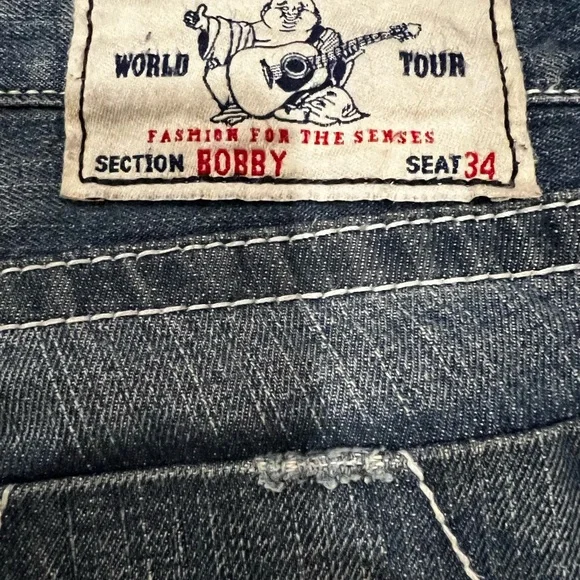 WORLD TOUR
FASHION FOR THE SENSES
SECTION BOBBY SEAT 34